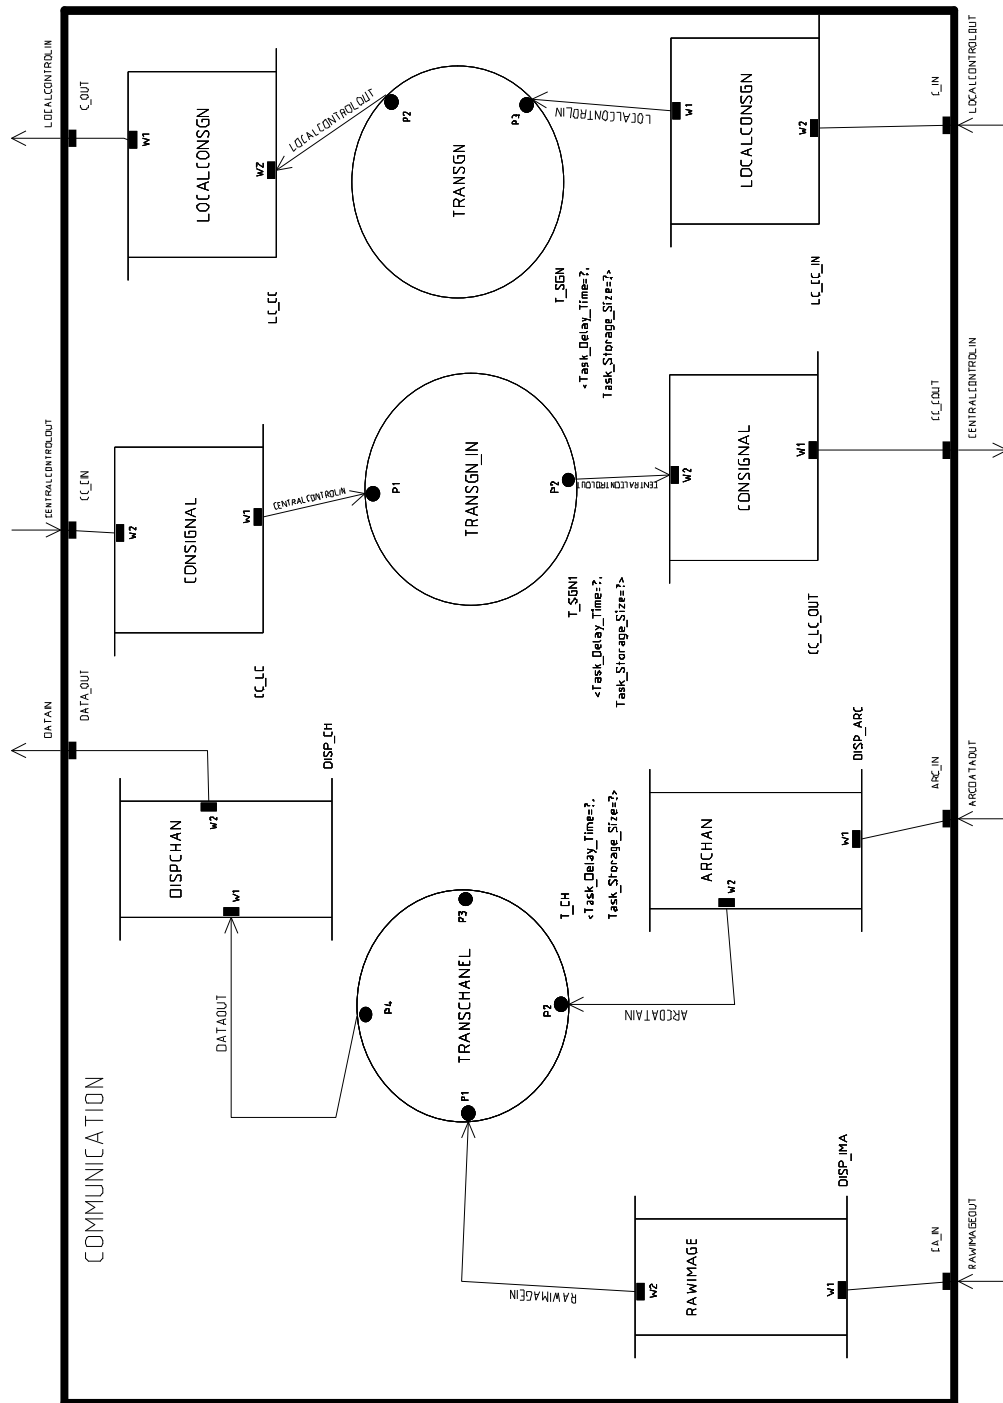 COMMUNICATION
LOCALCONTROLIN
C_OUT
W1
LOCALCONSGN
W2
LC_CC
LOCALCONTROLOUT
P2
TRANSGN
P3
T_SGN
<Task_Delay_Time=?,
Task_Storage_Size=?>
LOCALCONTROLIN
W1
LOCALCONSGN
W2
LC_CC_IN
C_IN
LOCALCONTROLOUT
CENTRALCONTROLOUT
CC_CIN
W2
CONSIGNAL
W1
CC_LC
CENTRALCONTROLIN
P1
TRANSGN_IN
P2
T_SGN1
<Task_Delay_Time=?,
Task_Storage_Size=?>
CENTRALCONTROLOUT
W2
CONSIGNAL
W1
CC_LC_OUT
CC_COUT
CENTRALCONTROLIN
DATAIN
DATA_OUT
DISPCHAN
W2
W1
DISP_CH
DATAOUT
P4
P3
TRANSCHANEL
P2
P1
T_CH
<Task_Delay_Time=?,
Task_Storage_Size=?>
ARCDATAIN
ARCHAN
W2
W1
DISP_ARC
ARC_IN
ARCDATAOUT
RAWIMAGEIN
W2
RAWIMAGE
W1
DISP_IMA
CA_IN
RAWIMAGEOUT